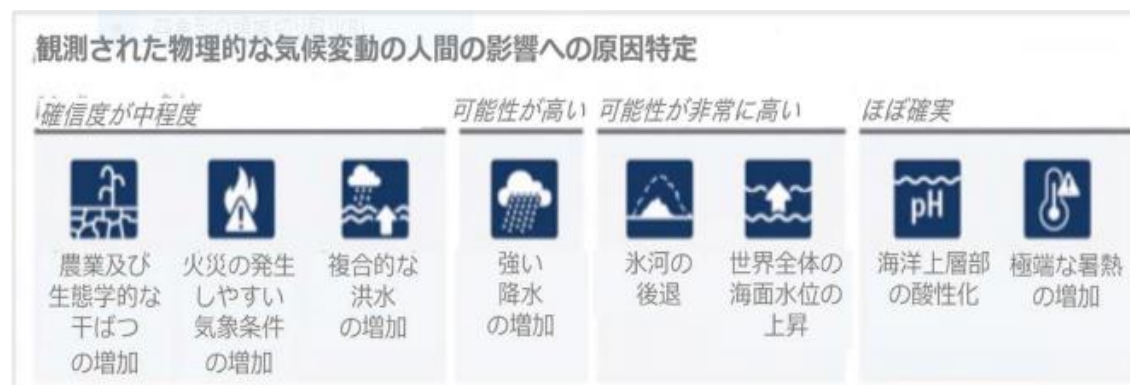 観測された物理的な気候変動の人間の影響への原因特定
確信度が中程度
可能性が高い
可能性が非常に高い
ほぼ確実
農業及び
生態学的な
干ばつ
の増加
火災の発生
しやすい
気象条件
の増加
複合的な
洪水
の増加
強い
降水
の増加
氷河の
後退
世界全体の
海面水位の
上昇
pH
海洋上層部
の酸性化
極端な暑熱
の増加